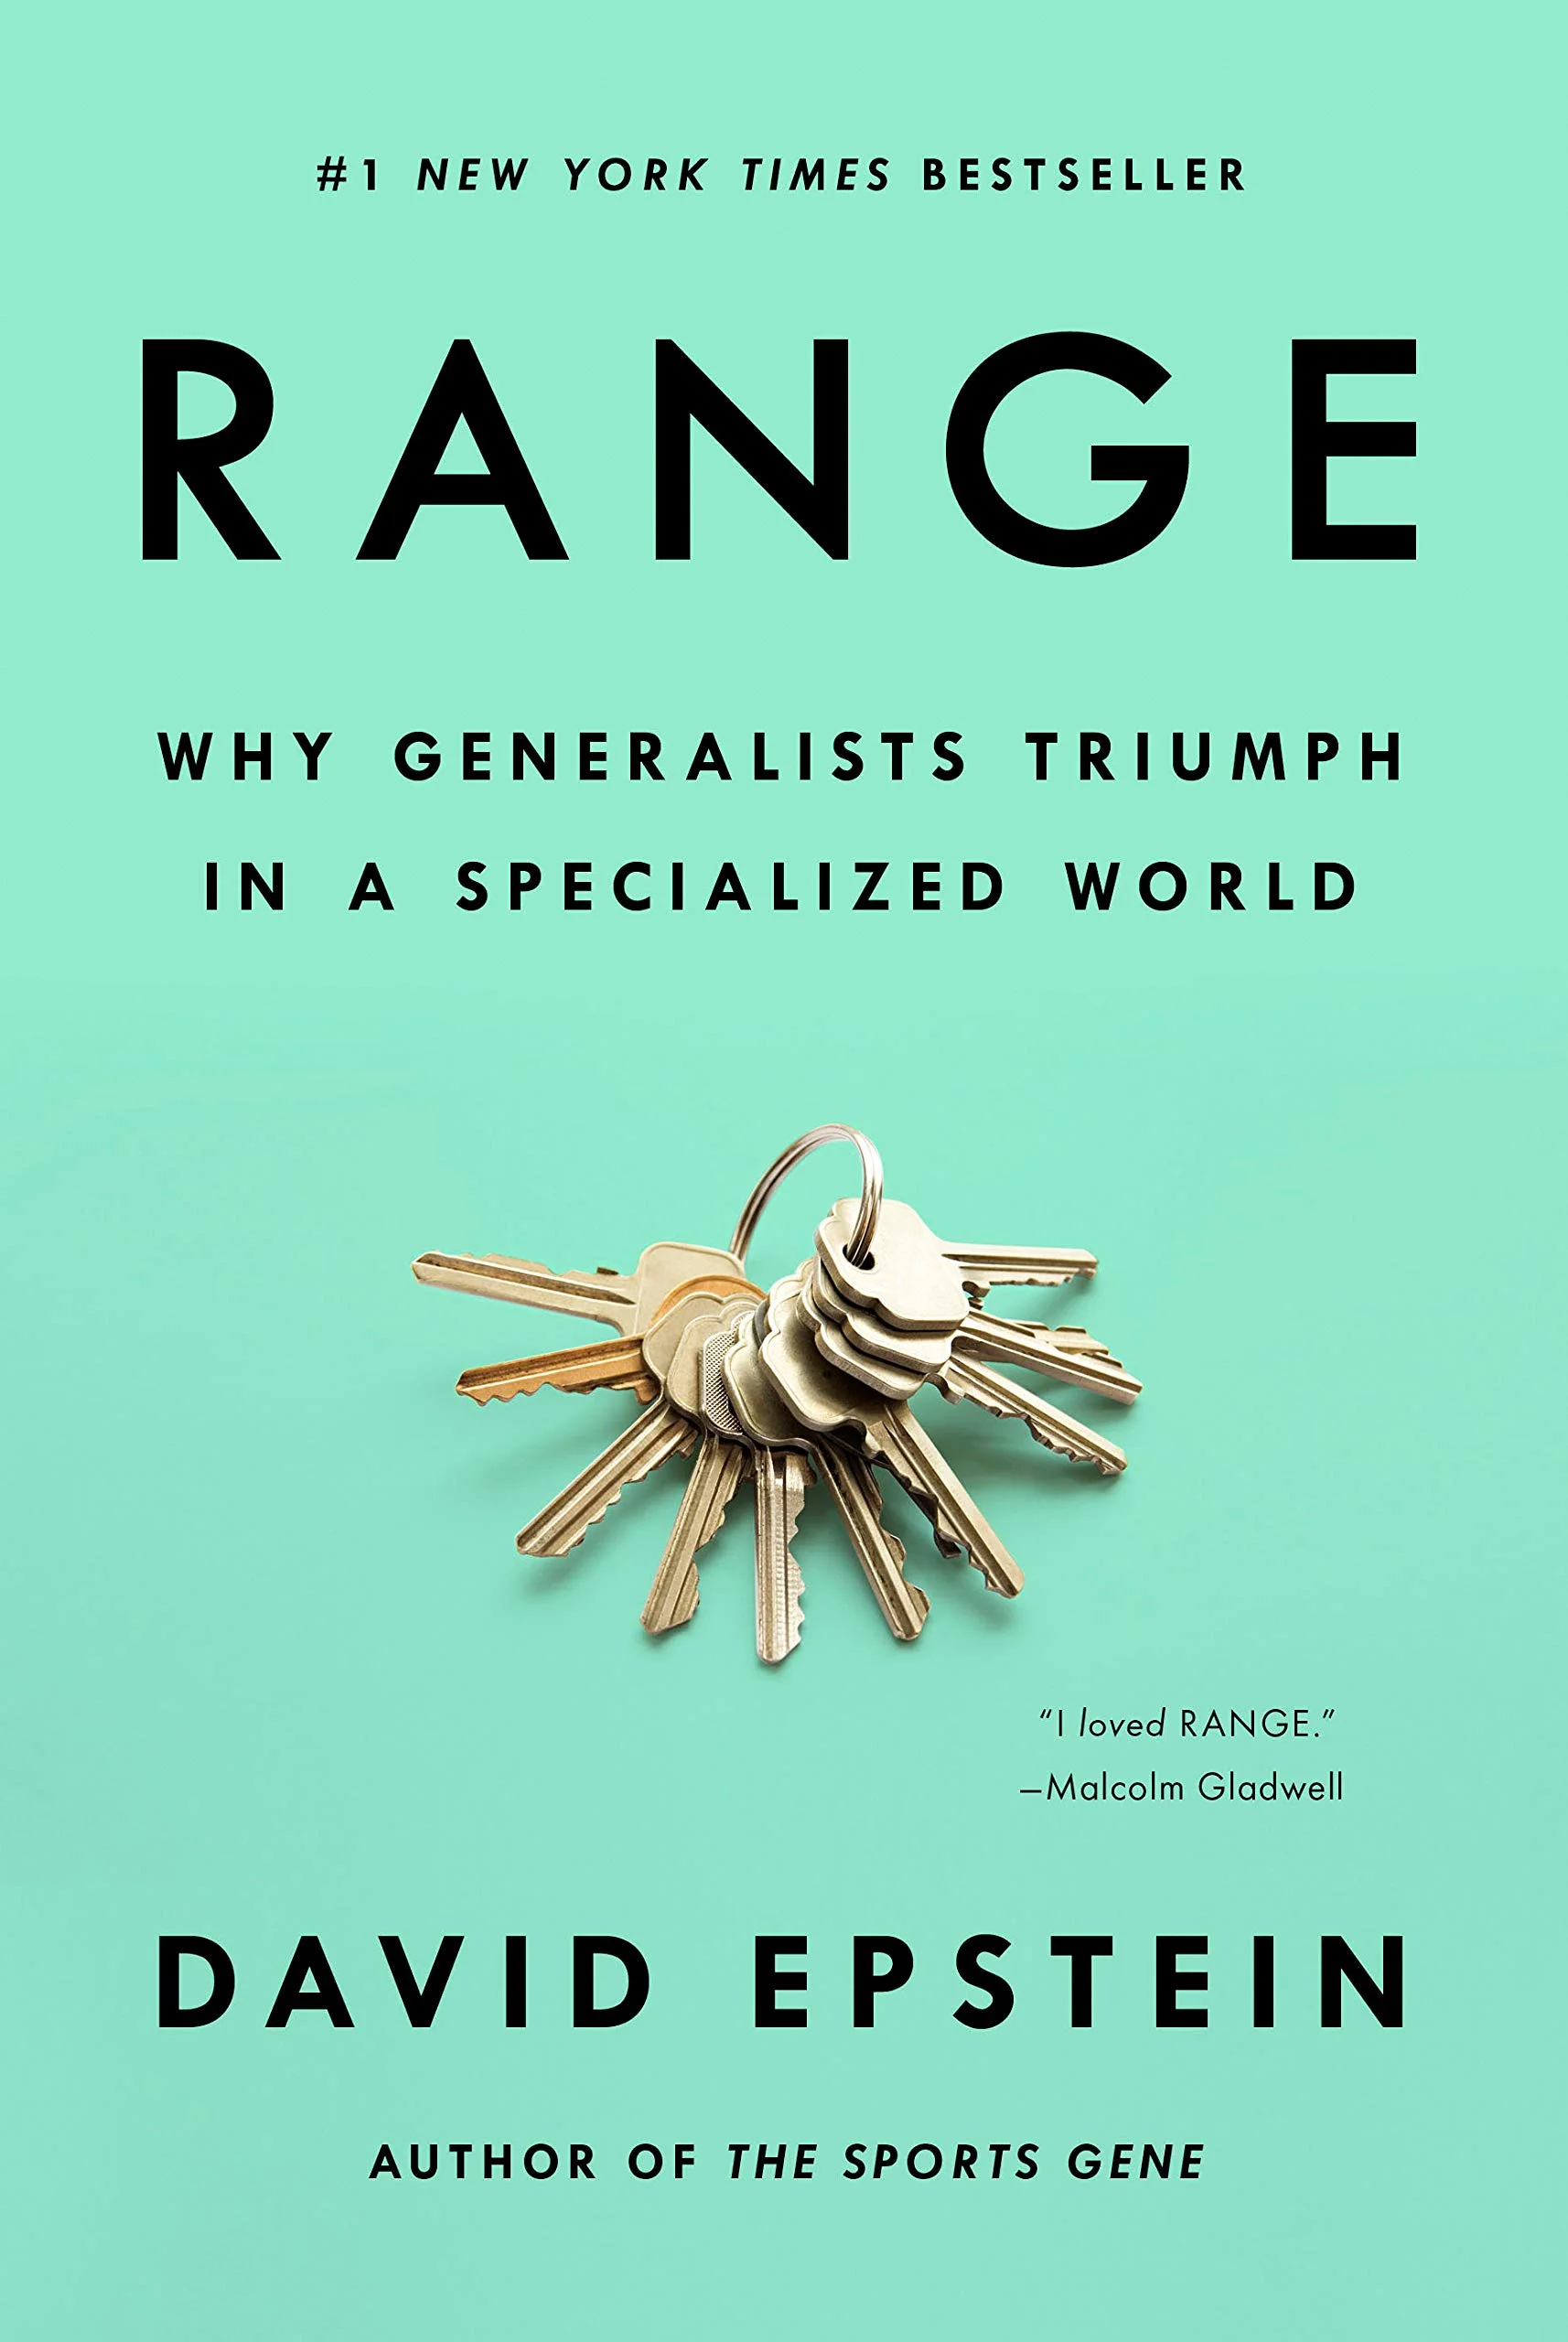 #1 NEW YORK TIMES BESTSELLER
RANGE
WHY GENERALISTS TRIUMPH
IN A SPECIALIZED WORLD
“I loved RANGE.”
—Malcolm Gladwell
DAVID EPSTEIN
AUTHOR OF THE SPORTS GENE